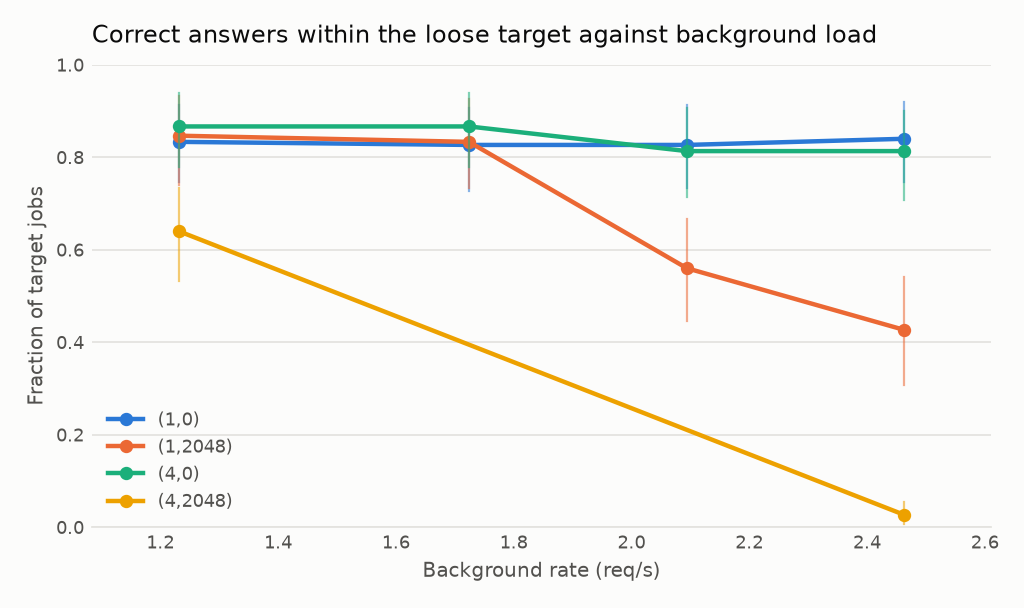 Correct answers within the loose target against background load
Fraction of target jobs
1.0
0.8
0.6
0.4
0.2
0.0
(1,0)
(1,2048)
(4,0)
(4,2048)
1.2 1.4 1.6 1.8 2.0 2.2 2.4 2.6
Background rate (req/s)